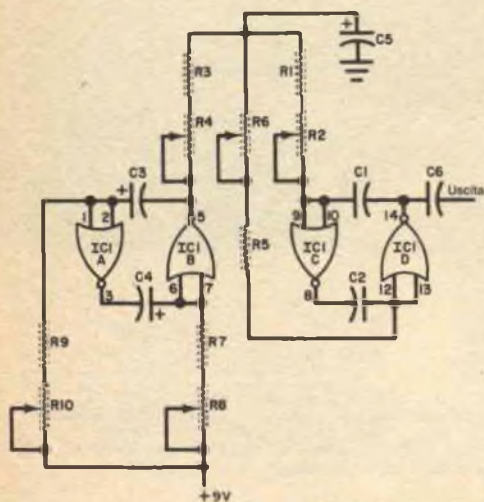 +
C5
R3
R1
R4
R6
R2
C3
+
C1
C6
Uscita
1
2
5
9
10
14
IC1
A
IC1
B
R5
IC1
C
IC1
D
3
C4
+
6
7
8
C2
12
13
R9
R7
R10
R8
+9V